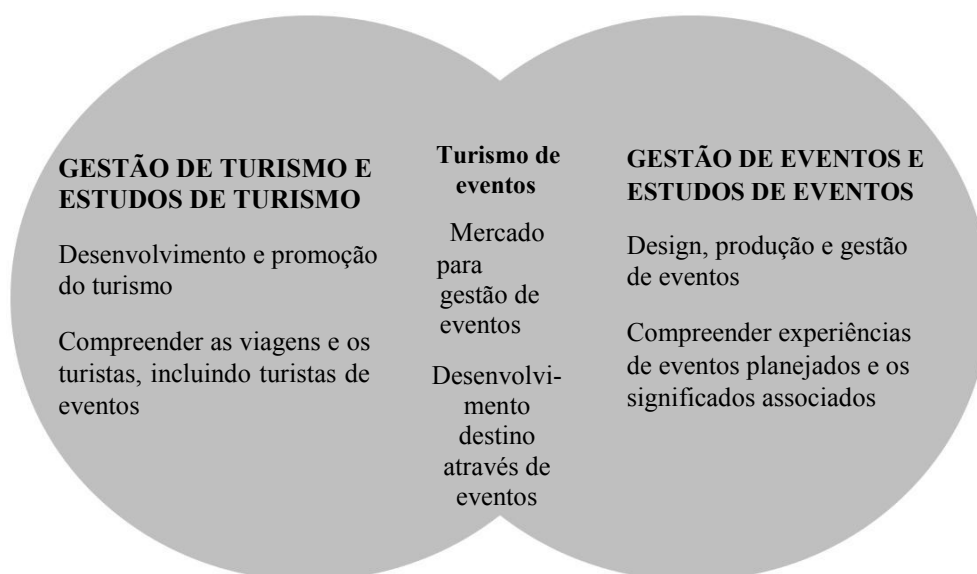 GESTÃO DE TURISMO E
ESTUDOS DE TURISMO
Desenvolvimento e promoção
do turismo
Compreender as viagens e os
turistas, incluindo turistas de
eventos
Turismo de
eventos
Mercado
para
gestão de
eventos
Desenvolvi-
mento
destino
através de
eventos
GESTÃO DE EVENTOS E
ESTUDOS DE EVENTOS
Design, produção e gestão
de eventos
Compreender experiências
de eventos planejados e os
significados associados